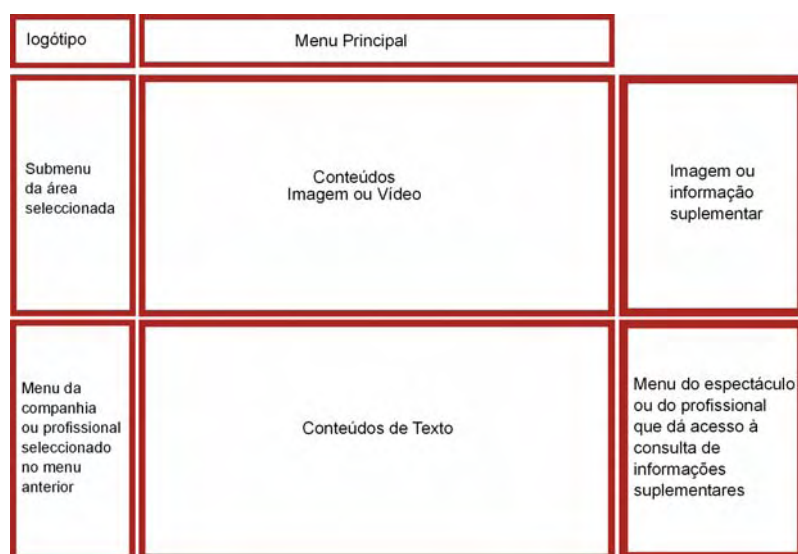 logótipo
Menu Principal
Submenu
da área
seleccionada
Conteúdos
Imagem ou Vídeo
Imagem ou
informação
suplementar
Menu da
companhia
ou profissional
seleccionado
no menu
anterior
Conteúdos de Texto
Menu do espectáculo
ou do profissional
que dá acesso à
consulta de
informações
suplementares